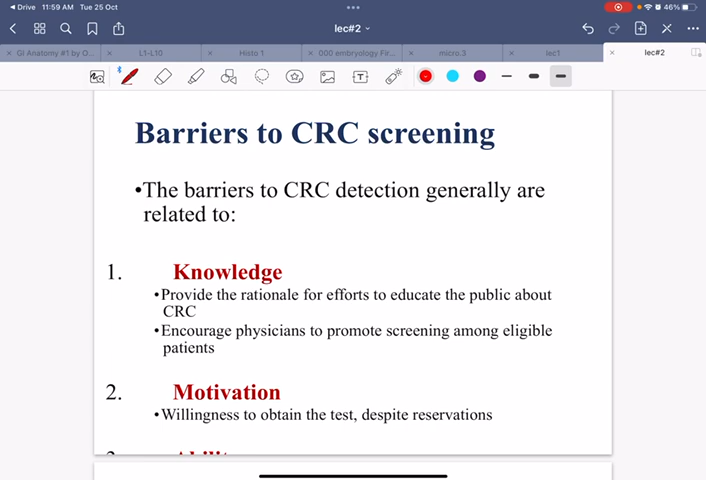 Drive 11:59 AM Tue 25 Oct
46%
lec#2
GI Anatomy #1 by O... L1-L10 Histo 1 000 embryology Fir... micro.3 lec1 lec#2
Barriers to CRC screening
•The barriers to CRC detection generally are
related to:
1. Knowledge
•Provide the rationale for efforts to educate the public about
CRC
•Encourage physicians to promote screening among eligible
patients
2. Motivation
•Willingness to obtain the test, despite reservations